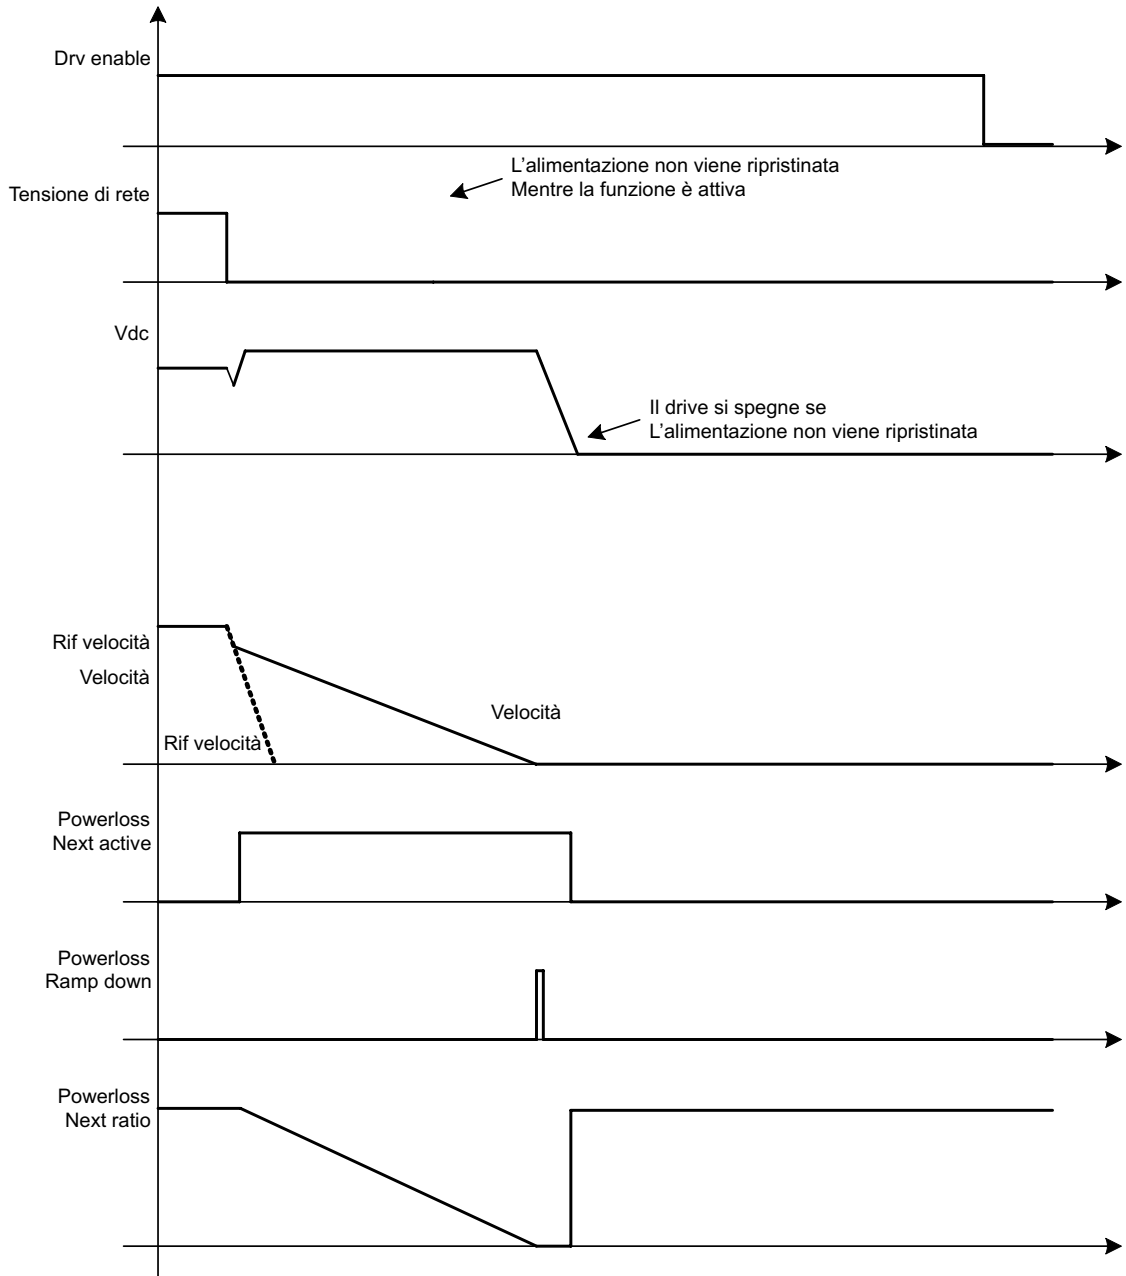 Drv enable
L'alimentazione non viene ripristinata
Mentre la funzione è attiva
Tensione di rete
Vdc
Il drive si spegne se
L'alimentazione non viene ripristinata
Rif velocità
Velocità
Velocità
Rif velocità
Powerloss
Next active
Powerloss
Ramp down
Powerloss
Next ratio